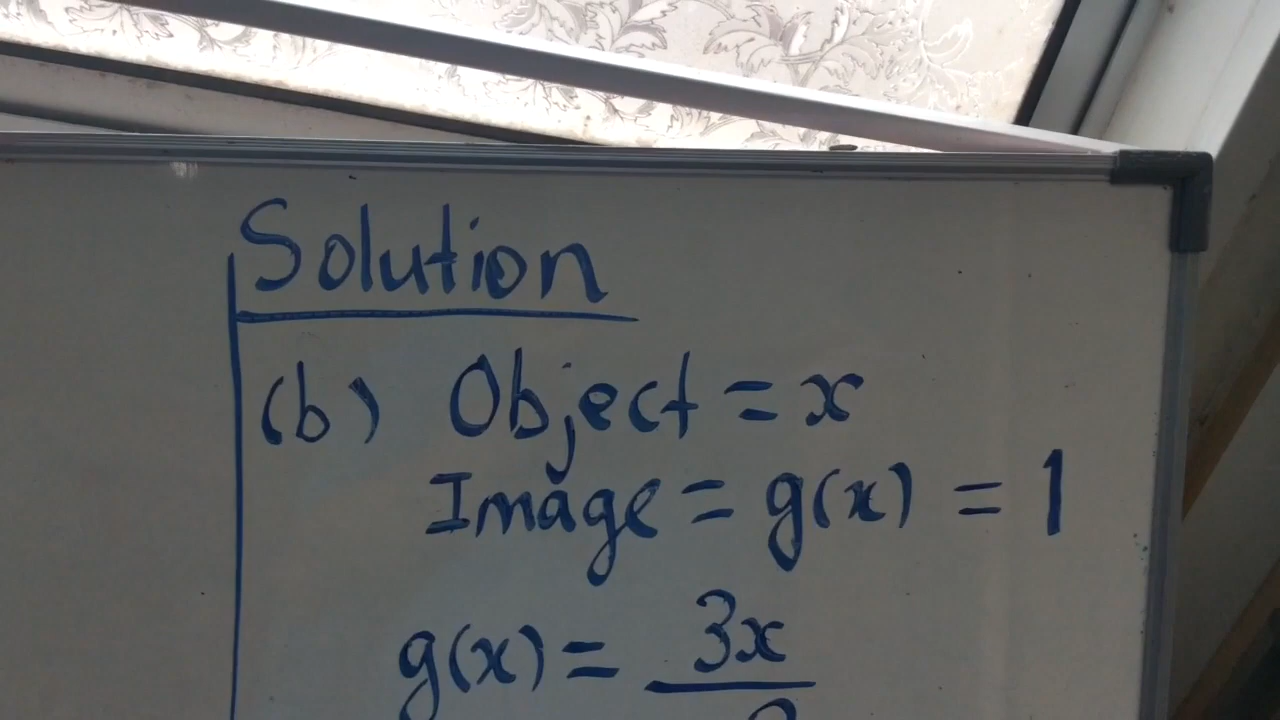 Solution
(b) Object = x
Image = g(x) = 1
g(x) = 3x